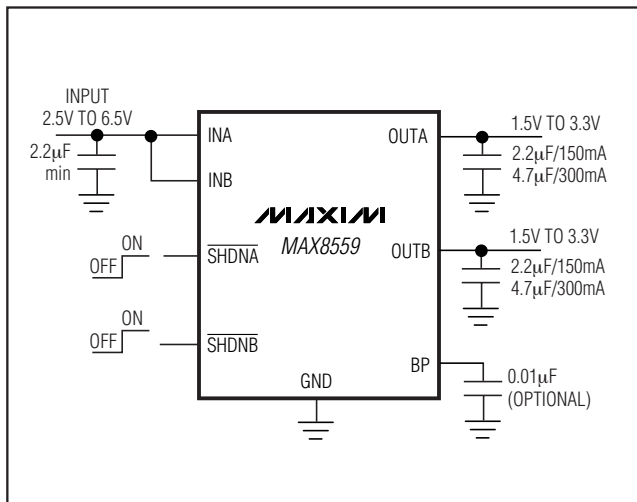 INPUT
2.5V TO 6.5V
2.2μF
min
INA
INB
ON
OFF
SHDNA
ON
OFF
SHDNB
MAXIM
MAX8559
GND
OUTA
1.5V TO 3.3V
2.2μF/150mA
4.7μF/300mA
OUTB
1.5V TO 3.3V
2.2μF/150mA
4.7μF/300mA
BP
0.01μF
(OPTIONAL)